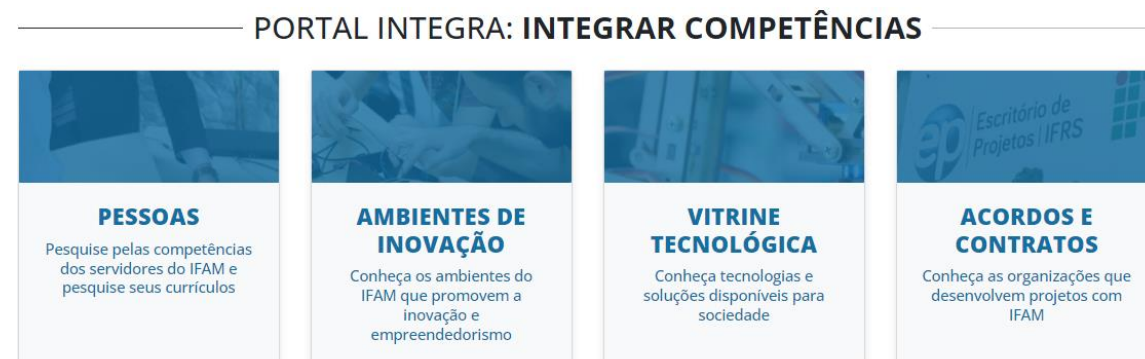 PORTAL INTEGRA: INTEGRAR COMPETÊNCIAS
ep Escritório de
Projetos | IFRS
PESSOAS
Pesquise pelas competências
dos servidores do IFAM e
pesquise seus currículos
AMBIENTES DE
INOVAÇÃO
Conheça os ambientes do
IFAM que promovem a
inovação e
empreendedorismo
VITRINE
TECNOLÓGICA
Conheça tecnologias e
soluções disponíveis para
sociedade
ACORDOS E
CONTRATOS
Conheça as organizações que
desenvolvem projetos com
IFAM